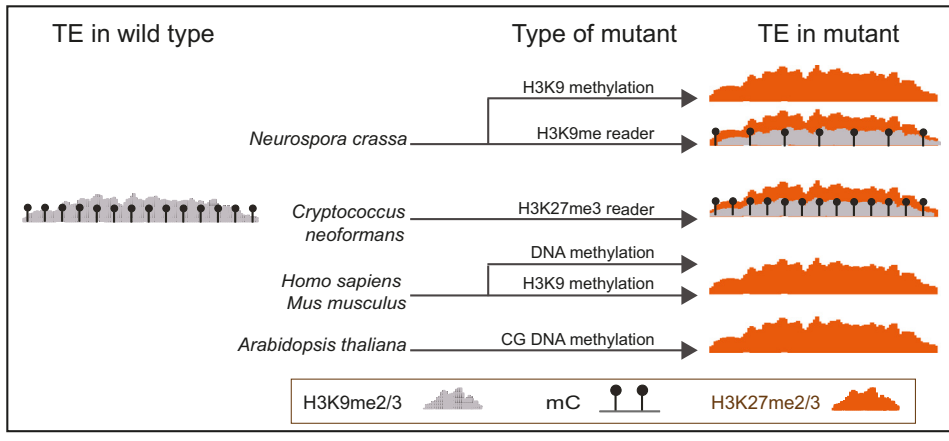 TE in wild type
Type of mutant
TE in mutant
H3K9 methylation
Neurospora crassa
H3K9me reader
Cryptococcus
neoformans
H3K27me3 reader
DNA methylation
Homo sapiens
Mus musculus
H3K9 methylation
Arabidopsis thaliana
CG DNA methylation
H3K9me2/3
mC
H3K27me2/3